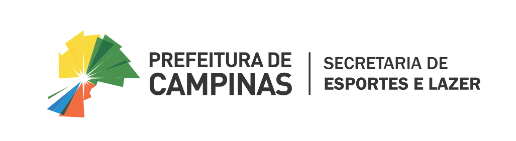 PREFEITURA DE
CAMPINAS
SECRETARIA DE
ESPORTES E LAZER